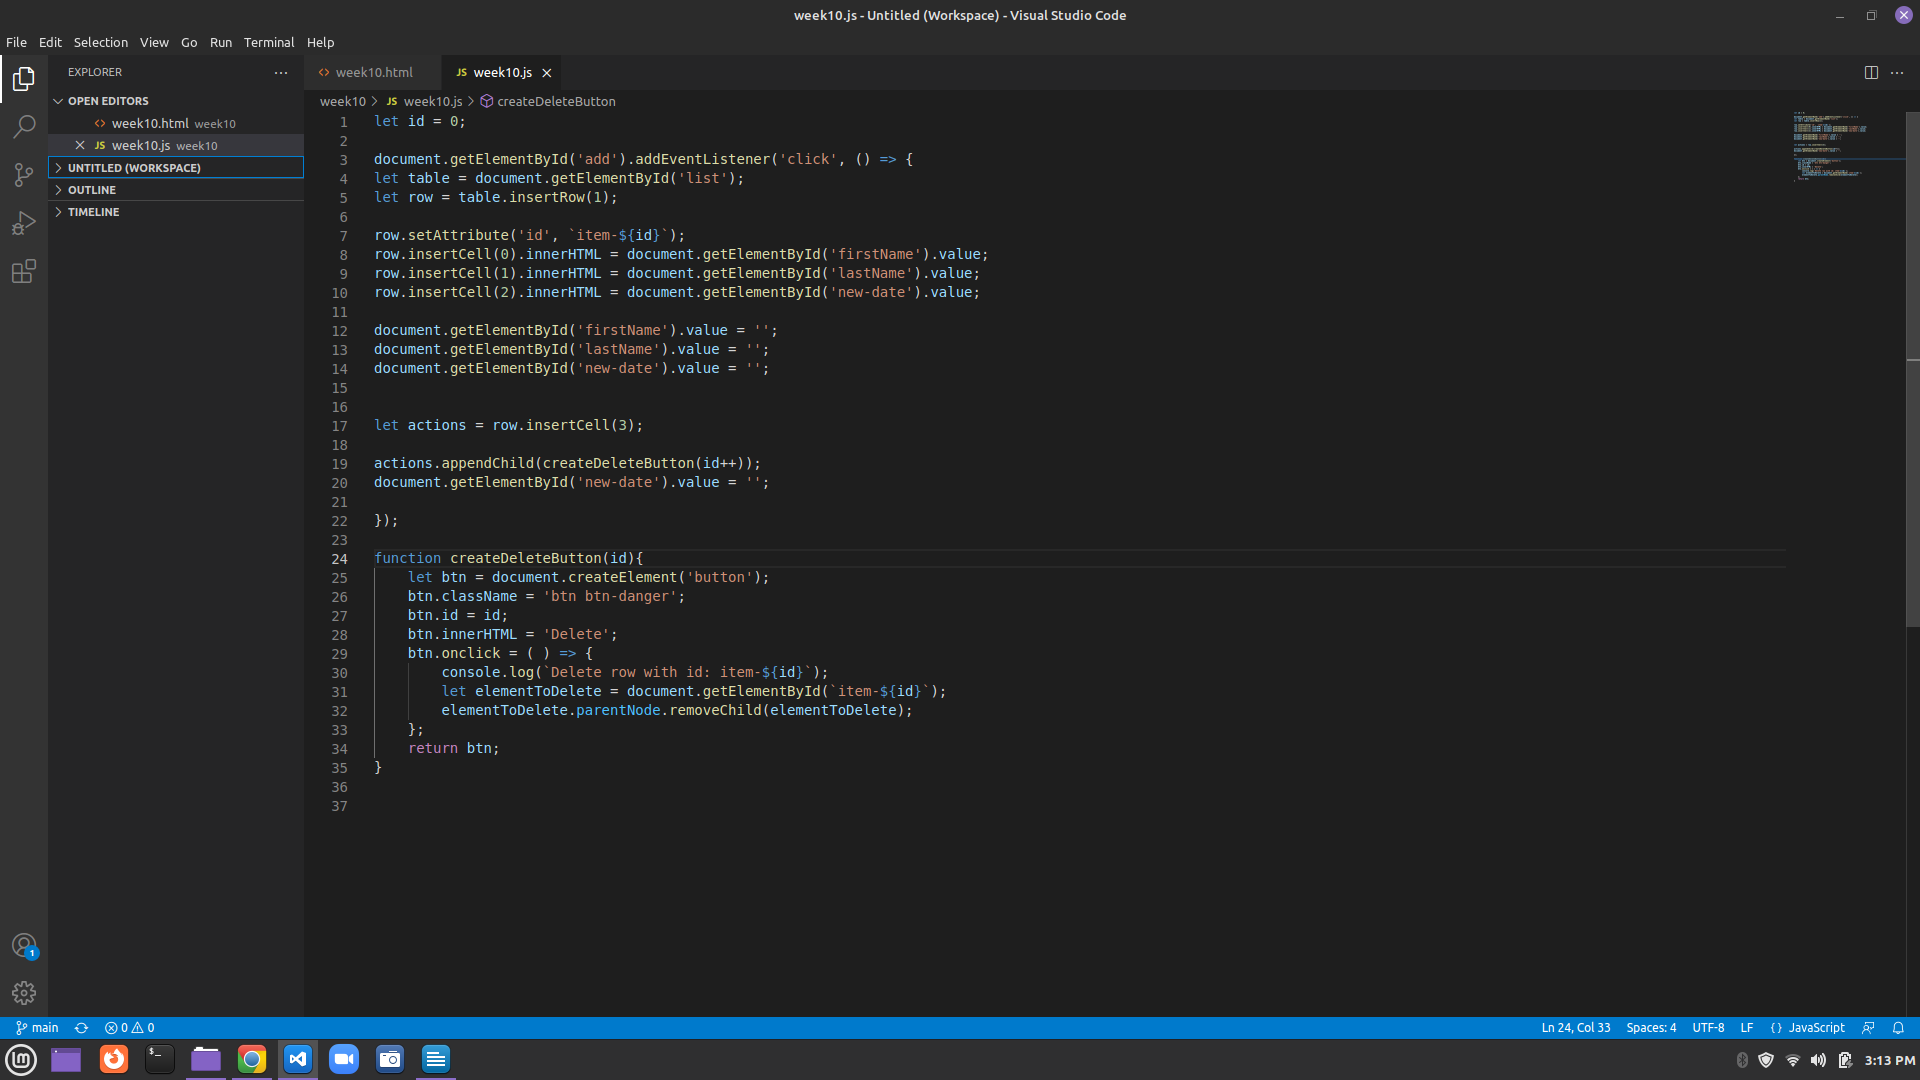 week10.js - Untitled (Workspace) - Visual Studio Code
File Edit Selection View Go Run Terminal Help
EXPLORER
OPEN EDITORS
week10.html week10
JS week10.js week10
UNTITLED (WORKSPACE)
OUTLINE
TIMELINE
week10.html JS week10.js
week10 > JS week10.js > createDeleteButton
1 let id = 0;
2
3 document.getElementById('add').addEventListener('click', () => {
4 let table = document.getElementById('list');
5 let row = table.insertRow(1);
6
7 row.setAttribute('id', `item-${id}`);
8 row.insertCell(0).innerHTML = document.getElementById('firstName').value;
9 row.insertCell(1).innerHTML = document.getElementById('lastName').value;
10 row.insertCell(2).innerHTML = document.getElementById('new-date').value;
11
12 document.getElementById('firstName').value = '';
13 document.getElementById('lastName').value = '';
14 document.getElementById('new-date').value = '';
15
16
17 let actions = row.insertCell(3);
18
19 actions.appendChild(createDeleteButton(id++));
20 document.getElementById('new-date').value = '';
21
22 });
23
24 function createDeleteButton(id){
25     let btn = document.createElement('button');
26     btn.className = 'btn btn-danger';
27     btn.id = id;
28     btn.innerHTML = 'Delete';
29     btn.onclick = ( ) => {
30         console.log(`Delete row with id: item-${id}`);
31         let elementToDelete = document.getElementById(`item-${id}`);
32         elementToDelete.parentNode.removeChild(elementToDelete);
33     };
34     return btn;
35 }
36
37
1
main 0 0 Ln 24, Col 33 Spaces: 4 UTF-8 LF {} JavaScript
3:13 PM